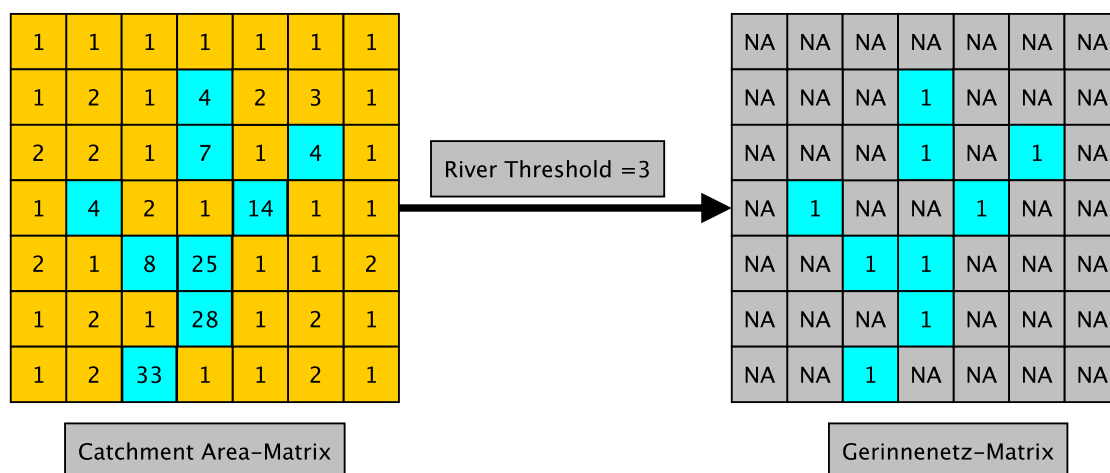 1 1 1 1 1 1 1
1 2 1 4 2 3 1
2 2 1 7 1 4 1
1 4 2 1 14 1 1
2 1 8 25 1 1 2
1 2 1 28 1 2 1
1 2 33 1 1 2 1
Catchment Area-Matrix
River Threshold =3
NA NA NA NA NA NA NA
NA NA NA 1 NA NA NA
NA NA NA 1 NA 1 NA
NA 1 NA NA 1 NA NA
NA NA 1 1 NA NA NA
NA NA NA 1 NA NA NA
NA NA 1 NA NA NA NA
Gerinnenetz-Matrix